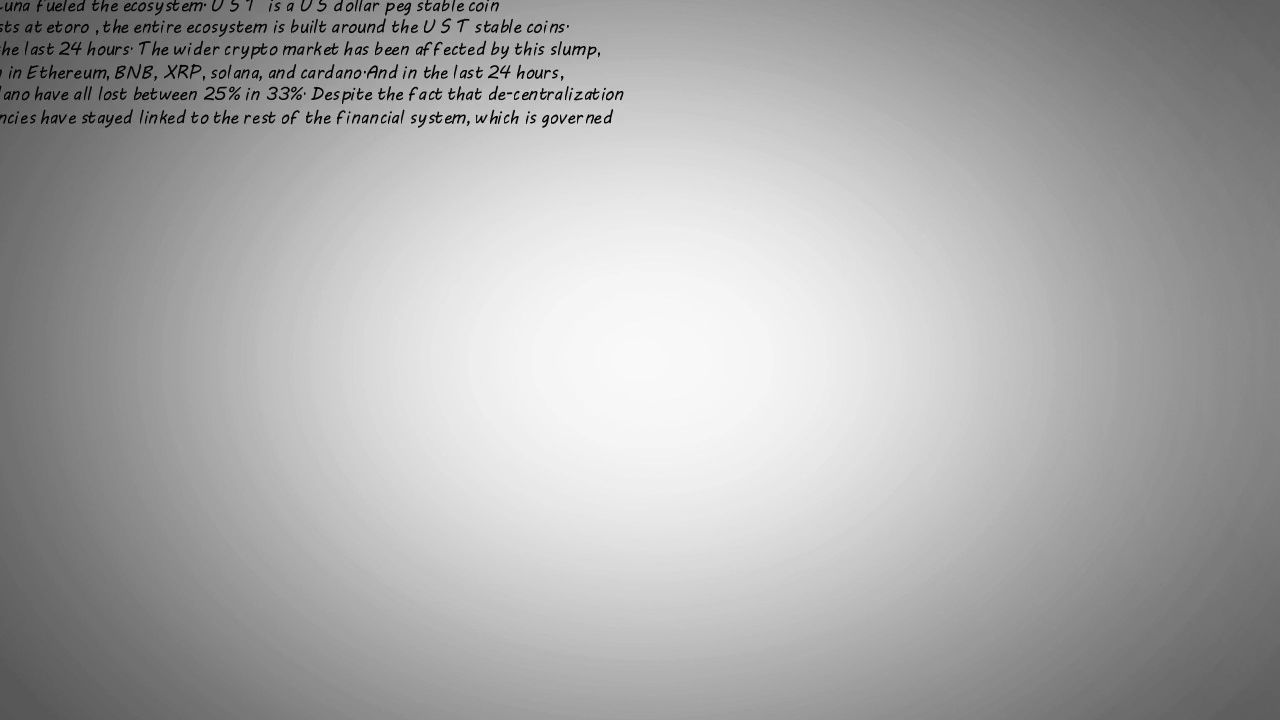 fueled the ecosystem· U S T is a U S dollar peg stable coin
at etoro , the entire ecosystem is built around the U S T stable coins·
the last 24 hours· The wider crypto market has been affected by this slump,
in Ethereum, BNB, XRP, solana, and cardano·And in the last 24 hours,
have all lost between 25% in 33%· Despite the fact that de-centralization
have stayed linked to the rest of the financial system, which is governed